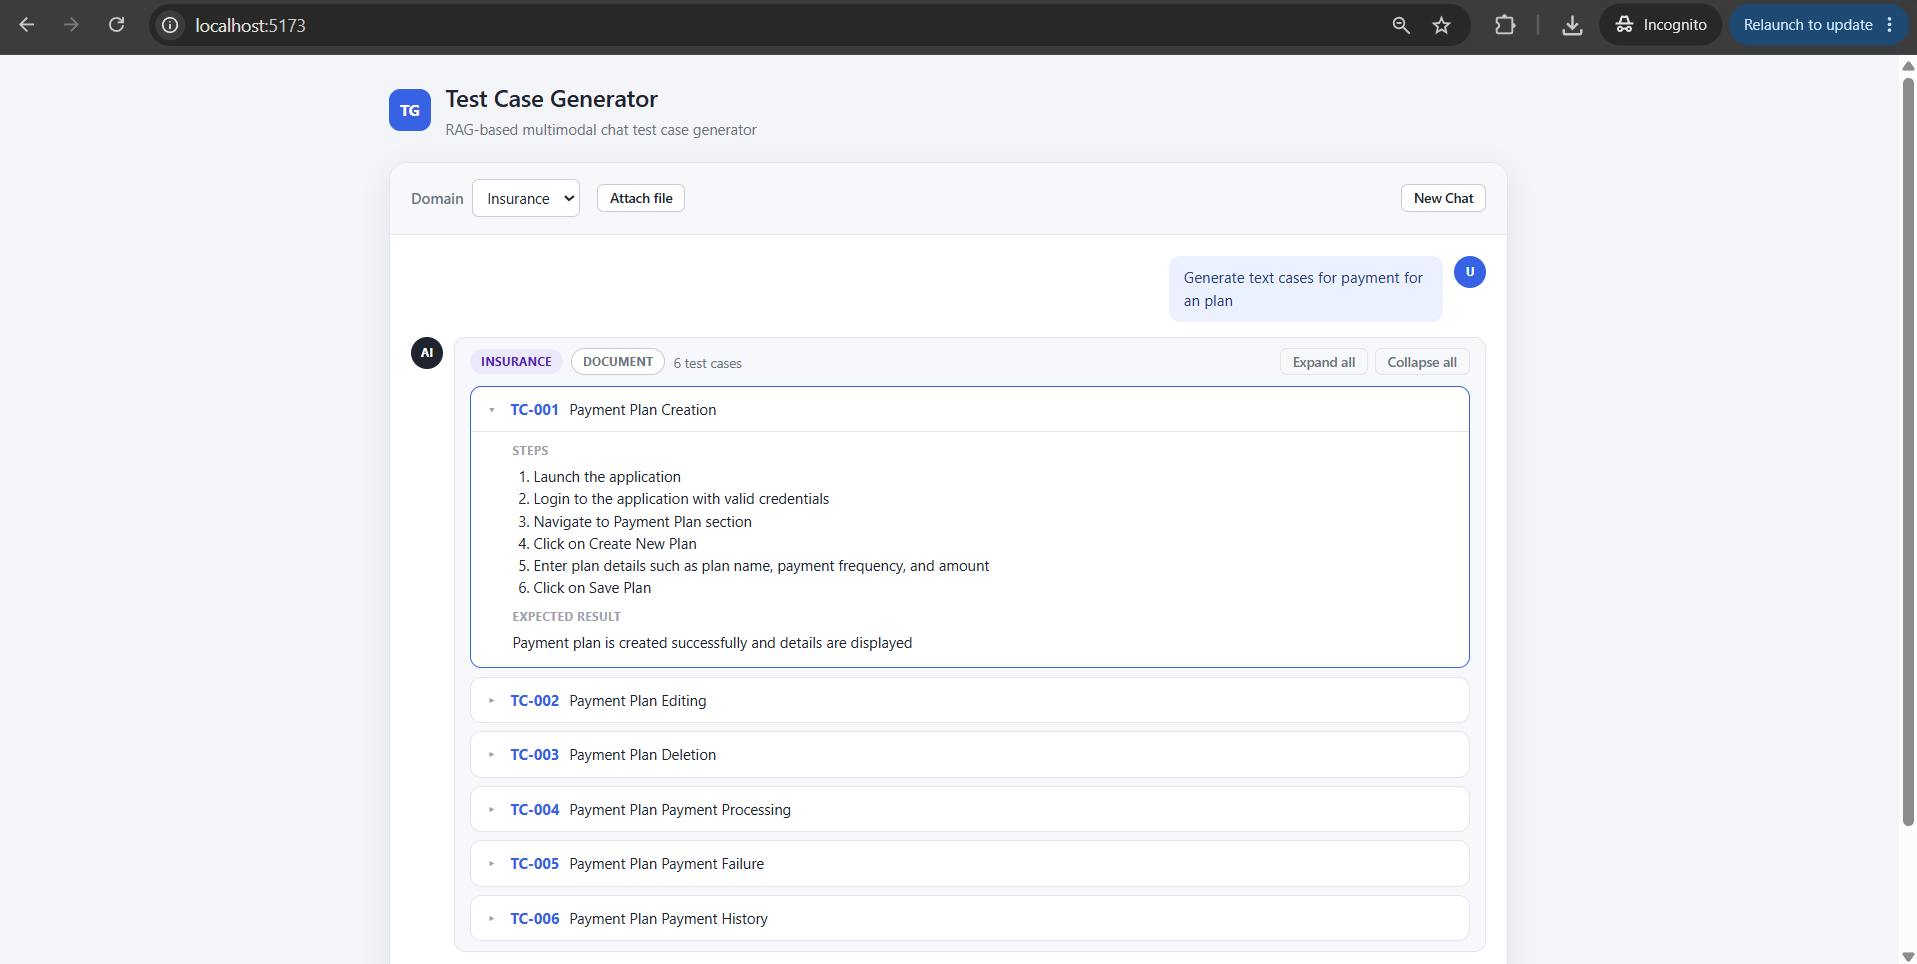 localhost:5173
Incognito
Relaunch to update
TG
Test Case Generator
RAG-based multimodal chat test case generator
Domain
Insurance
Attach file
New Chat
Generate text cases for payment for
an plan
U
AI
INSURANCE
DOCUMENT
6 test cases
Expand all
Collapse all
TC-001 Payment Plan Creation
STEPS
1. Launch the application
2. Login to the application with valid credentials
3. Navigate to Payment Plan section
4. Click on Create New Plan
5. Enter plan details such as plan name, payment frequency, and amount
6. Click on Save Plan
EXPECTED RESULT
Payment plan is created successfully and details are displayed
TC-002 Payment Plan Editing
TC-003 Payment Plan Deletion
TC-004 Payment Plan Payment Processing
TC-005 Payment Plan Payment Failure
TC-006 Payment Plan Payment History